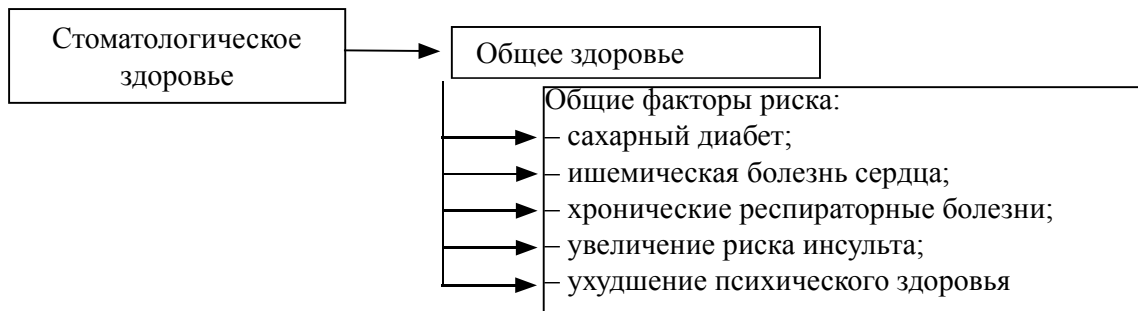 Стоматологическое
здоровье
Общее здоровье
Общие факторы риска:
– сахарный диабет;
– ишемическая болезнь сердца;
– хронические респираторные болезни;
– увеличение риска инсульта;
– ухудшение психического здоровья